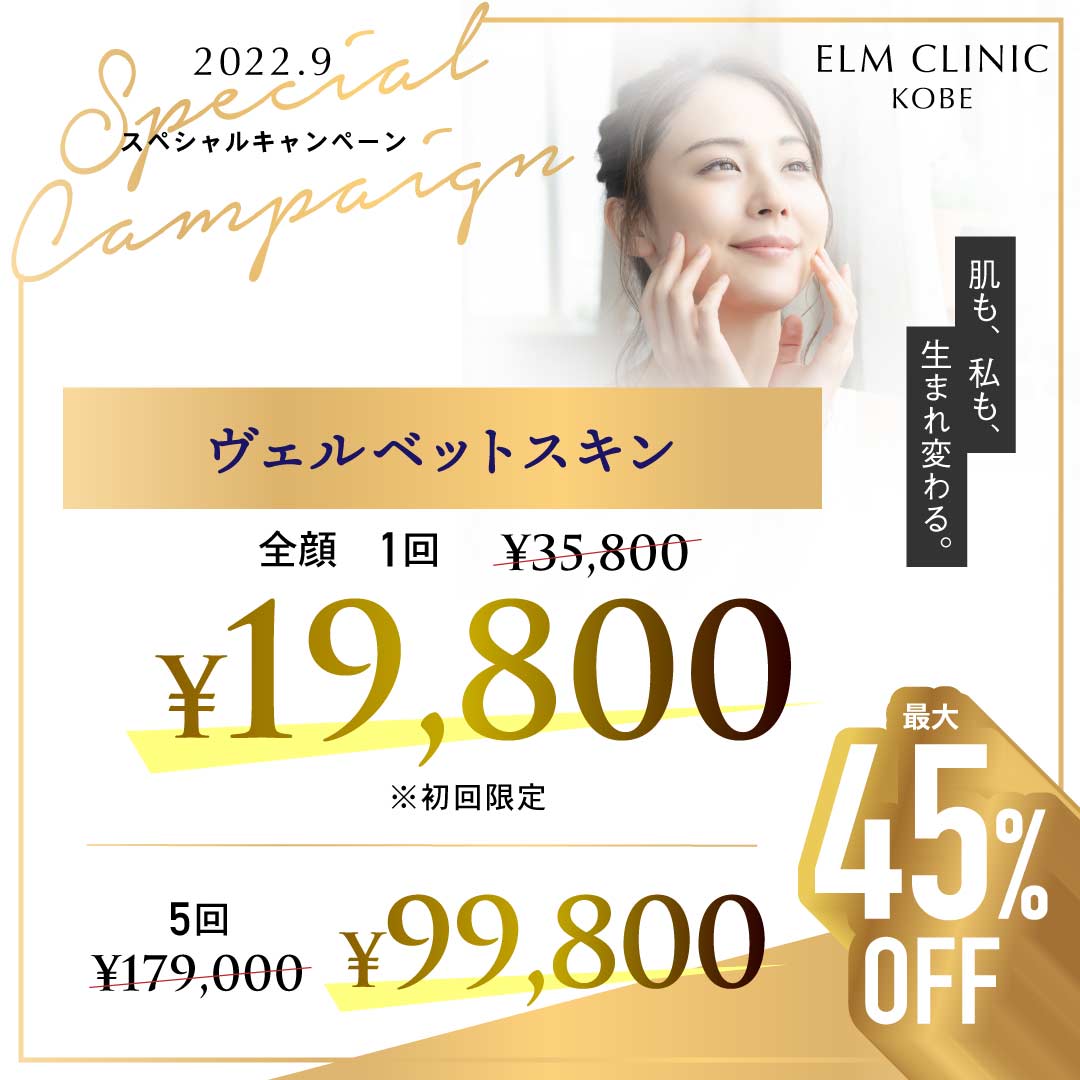 2022.9
Special
スペシャルキャンペーン
Campaign
ELM CLINIC
KOBE
肌も、私も、
生まれ変わる。
ヴェルベットスキン
全顔 1回 ¥35,800
¥19,800
※初回限定
5回
¥179,000
¥99,800
最大
45%
OFF